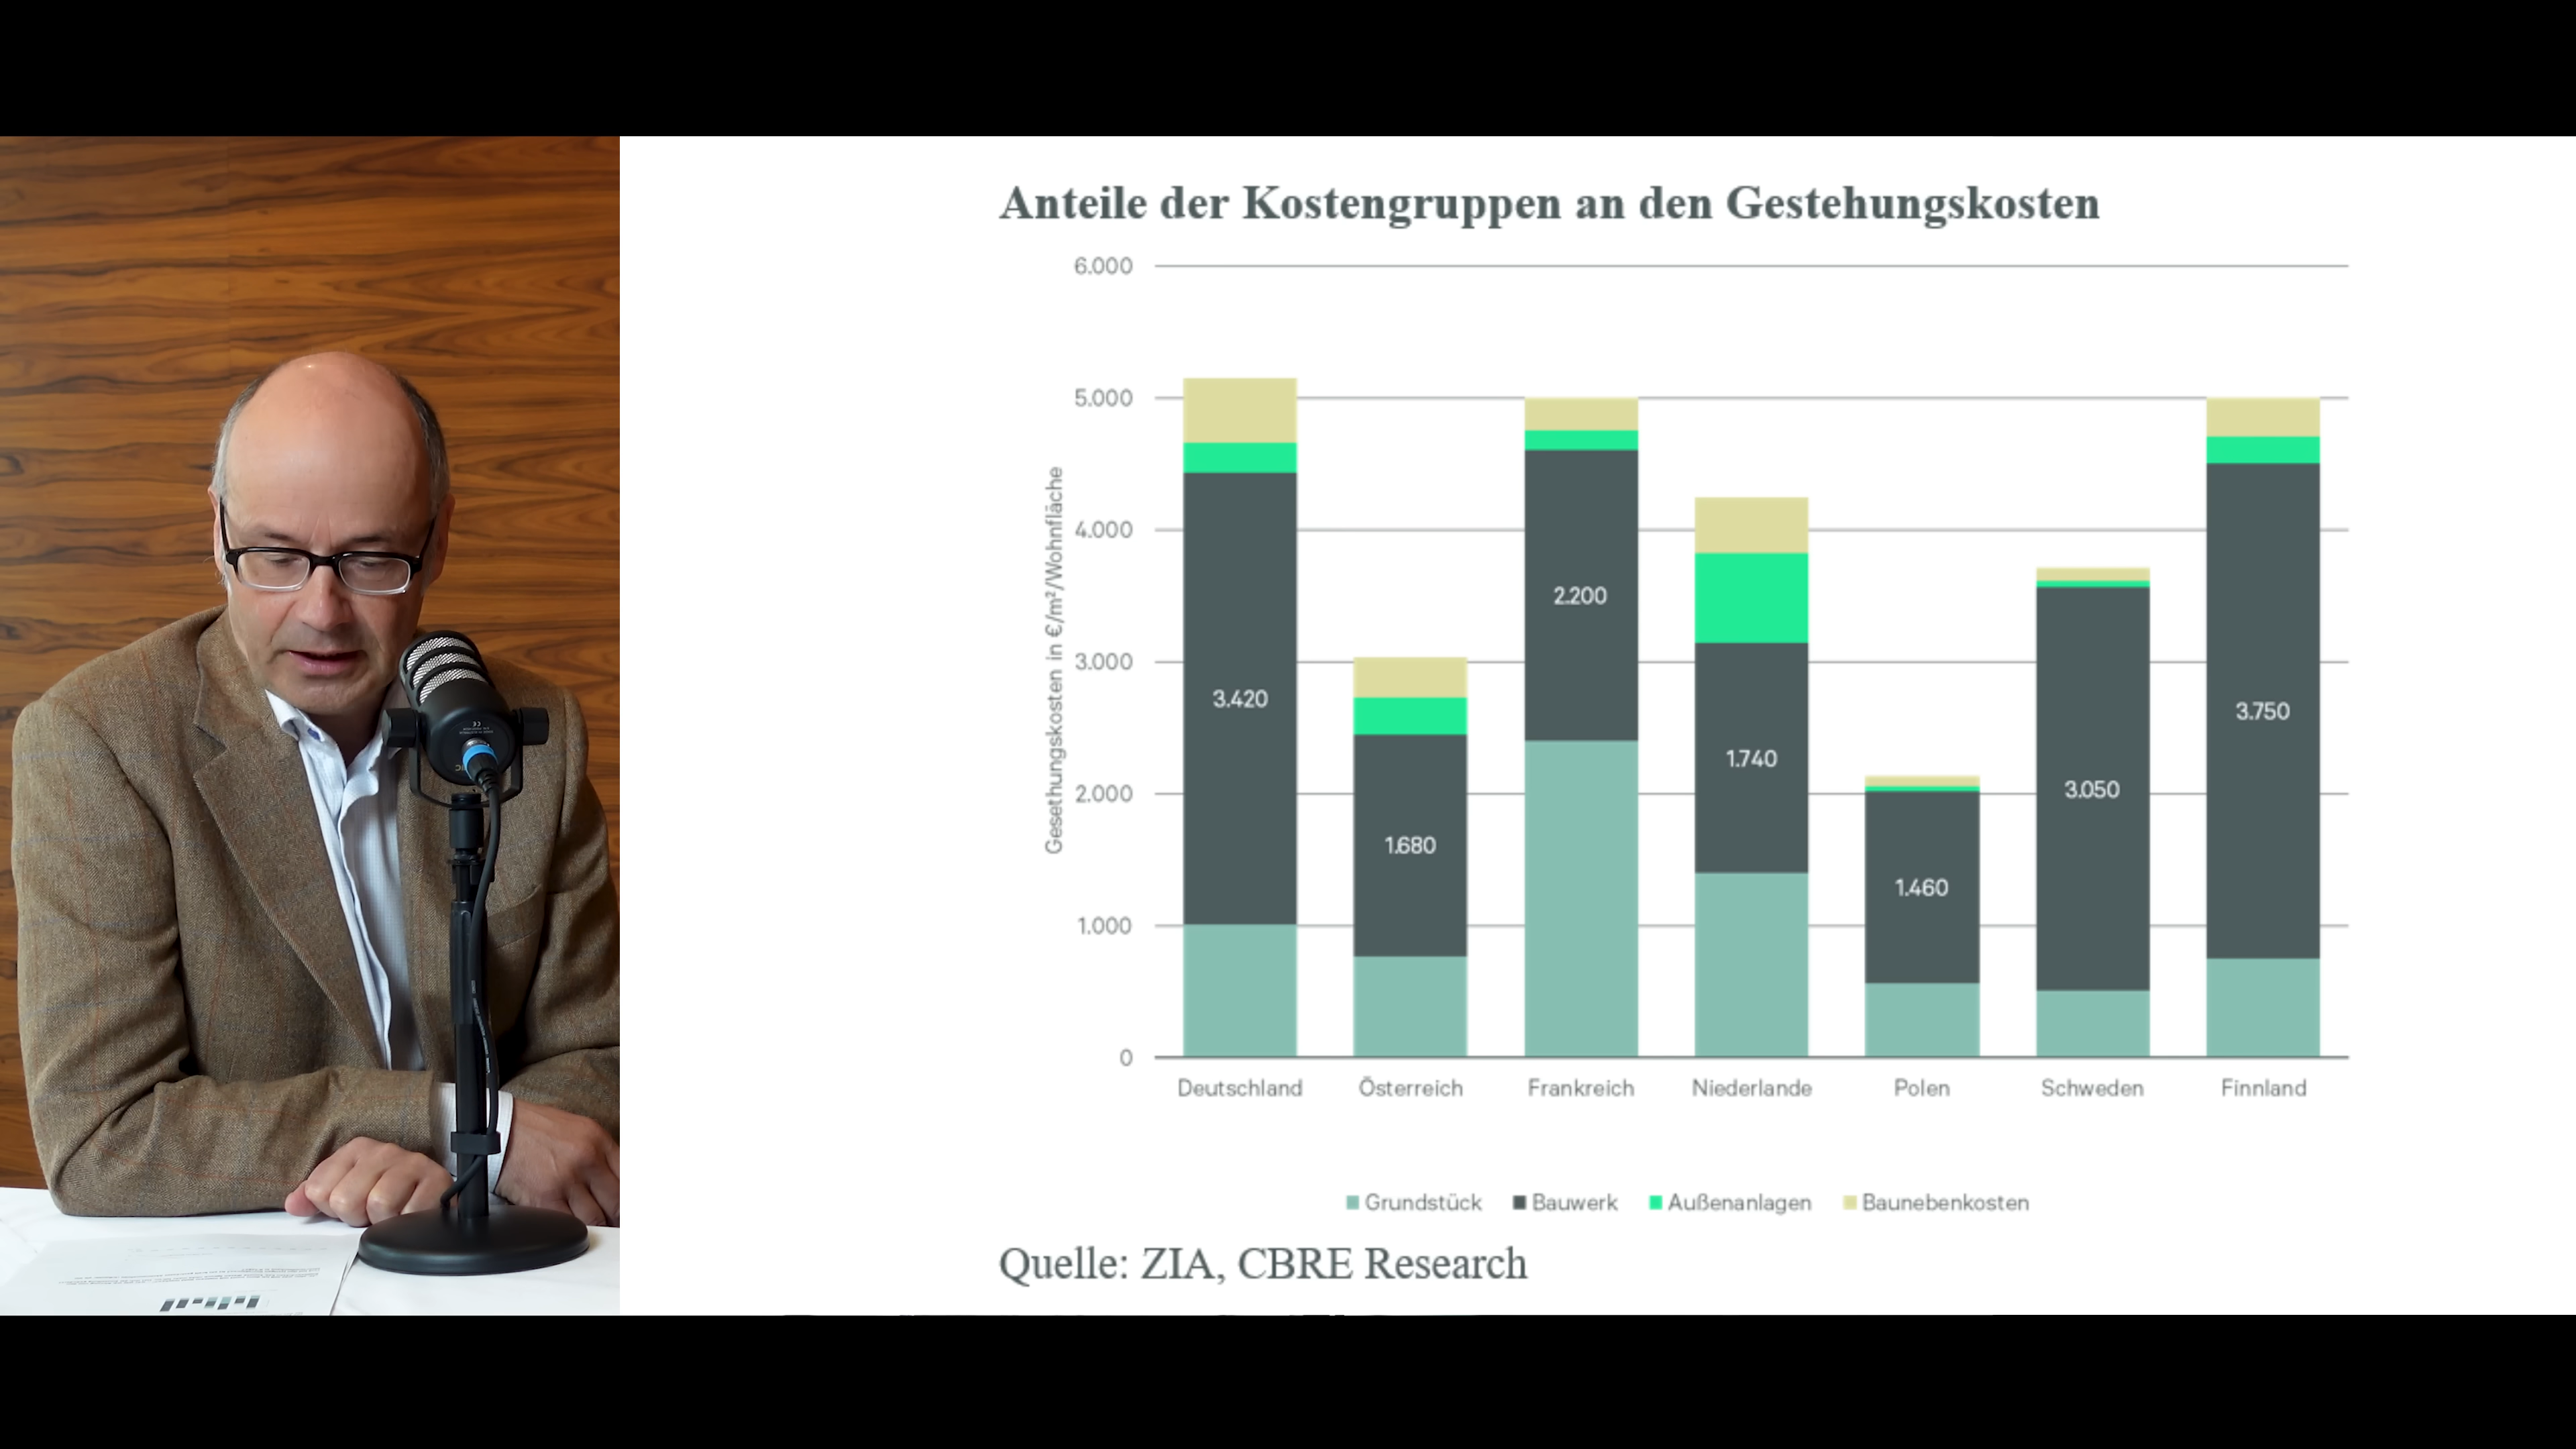 Anteile der Kostengruppen an den Gestehungskosten
Gesethungskosten in €/m²/Wohnfläche
6.000
5.000
4.000
3.000
2.000
1.000
0
3.420
1.680
2.200
1.740
1.460
3.050
3.750
Deutschland Österreich Frankreich Niederlande Polen Schweden Finnland
Grundstück Bauwerk Außenanlagen Baunebenkosten
Quelle: ZIA, CBRE Research